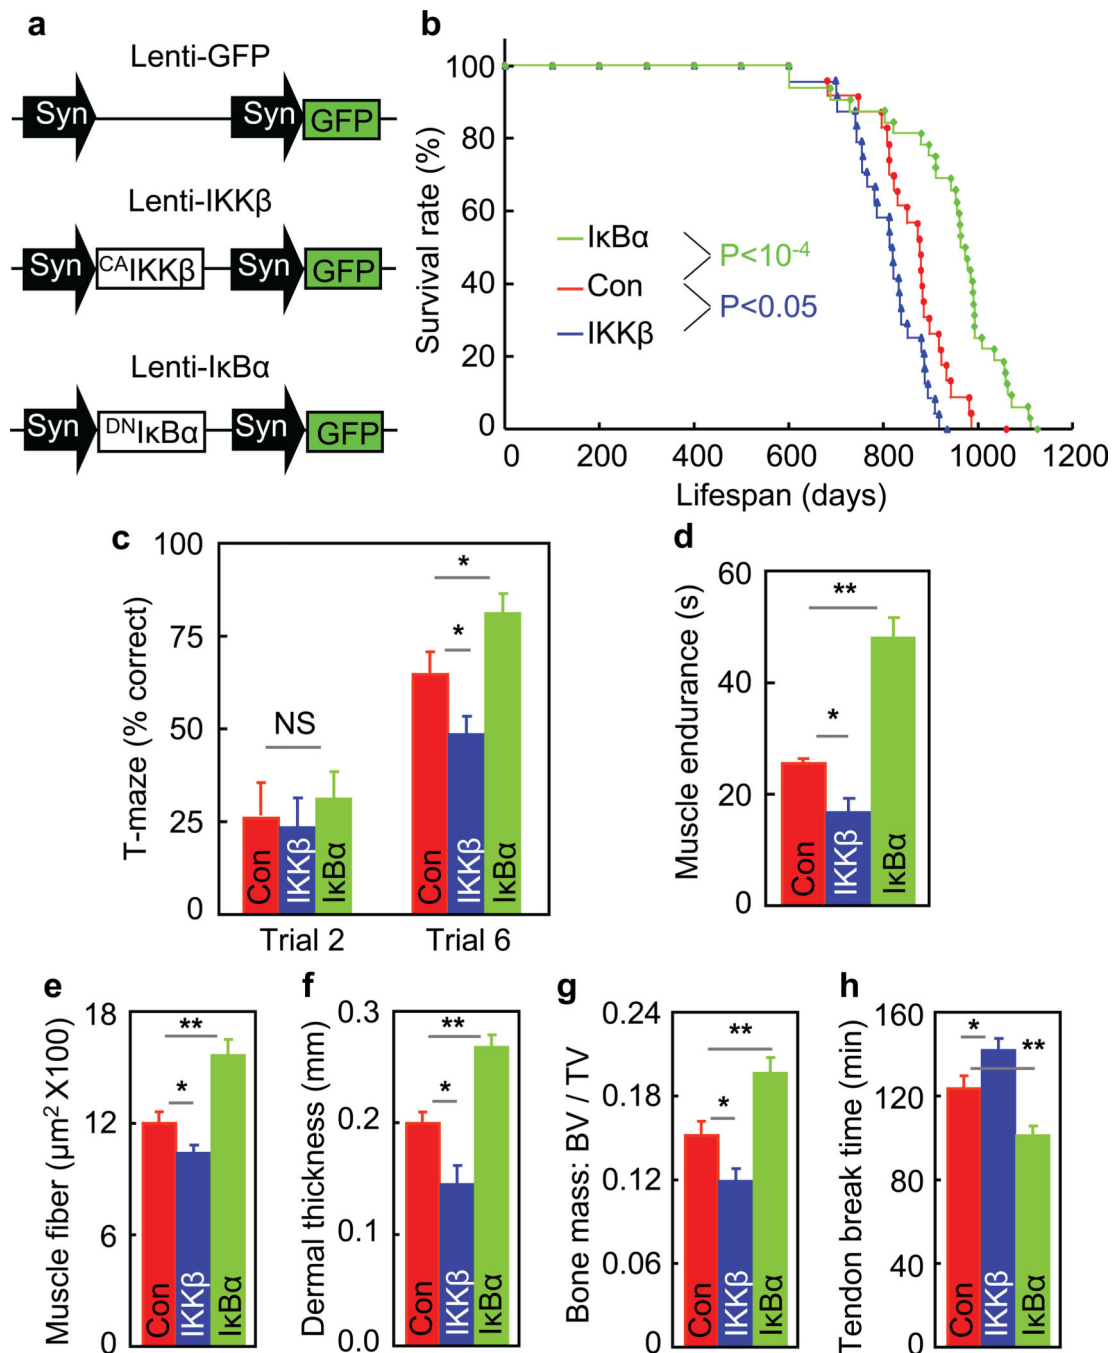 a
Lenti-GFP
Syn Syn GFP
Lenti-IKKβ
Syn CAIKKβ Syn GFP
Lenti-IκBα
Syn DNIκBα Syn GFP
b
Survival rate (%)
100
80
60
40
20
0
0 200 400 600 800 1000 1200
Lifespan (days)
IκBα
Con
IKKβ
P<10-4
P<0.05
c
T-maze (% correct)
100
75
50
25
0
NS
*
*
Con IKKβ IκBα
Con IKKβ IκBα
Trial 2 Trial 6
d
Muscle endurance (s)
60
40
20
0
**
*
Con IKKβ IκBα
e
Muscle fiber (µm² X100)
18
12
6
0
**
*
Con IKKβ IκBα
f
Dermal thickness (mm)
0.3
0.2
0.1
0.0
**
*
Con IKKβ IκBα
g
Bone mass: BV / TV
0.24
0.18
0.12
0.06
0
**
*
Con IKKβ IκBα
h
Tendon break time (min)
160
120
80
40
0
*
**
Con IKKβ IκBα